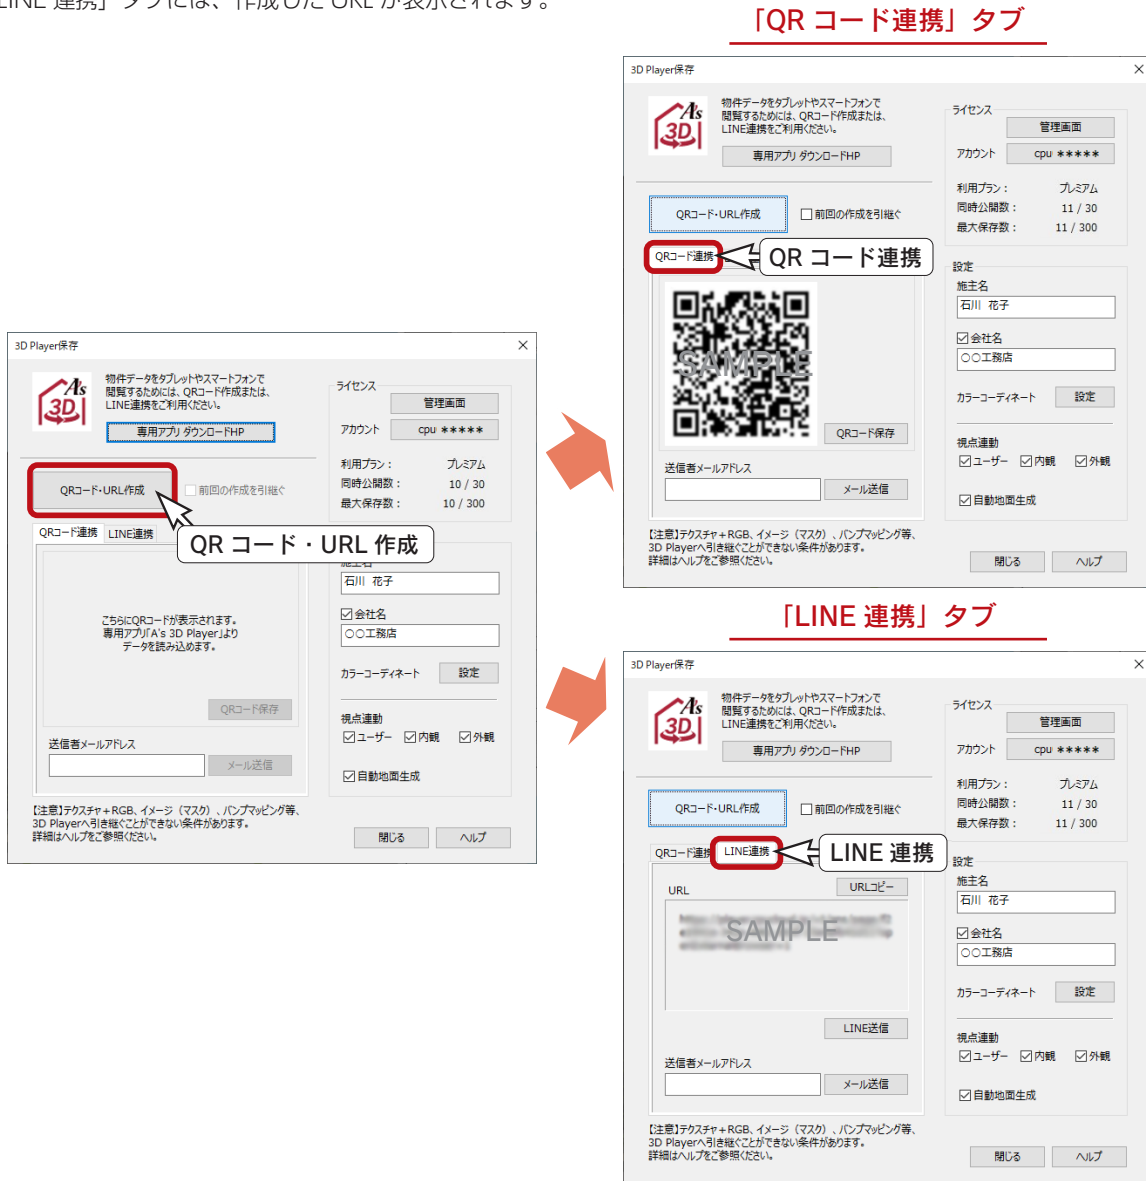 LINE 連携」タブには、作成した URL が表示されます。
「QR コード連携」タブ
3D Player保存
A's
3D
物件データをタブレットやスマートフォンで
閲覧するためには、QRコード作成または、
LINE連携をご利用ください。
専用アプリ ダウンロードHP
ライセンス
管理画面
アカウント
cpu *****
利用プラン： プレミアム
同時公開数： 11 / 30
最大保存数： 11 / 300
QRコード・URL作成
前回の作成を引継ぐ
QRコード連携
QR コード連携
SAMPLE
QRコード保存
送信者メールアドレス
メール送信
設定
施主名
石川 花子
会社名
○○工務店
カラーコーディネート 設定
視点連動
ユーザー 内観 外観
自動地面生成
【注意】テクスチャ+RGB、イメージ（マスク）、バンプマッピング等、
3D Playerへ引き継ぐことができない条件があります。
詳細はヘルプをご参照ください。
閉じる ヘルプ
3D Player保存
A's
3D
物件データをタブレットやスマートフォンで
閲覧するためには、QRコード作成または、
LINE連携をご利用ください。
専用アプリ ダウンロードHP
ライセンス
管理画面
アカウント
cpu *****
利用プラン： プレミアム
同時公開数： 10 / 30
最大保存数： 10 / 300
QRコード・URL作成
前回の作成を引継ぐ
QR コード・URL 作成
QRコード連携 LINE連携
こちらにQRコードが表示されます。
専用アプリ「A's 3D Player」より
データを読み込めます。
QRコード保存
送信者メールアドレス
メール送信
石川 花子
会社名
○○工務店
カラーコーディネート 設定
視点連動
ユーザー 内観 外観
自動地面生成
【注意】テクスチャ+RGB、イメージ（マスク）、バンプマッピング等、
3D Playerへ引き継ぐことができない条件があります。
詳細はヘルプをご参照ください。
閉じる ヘルプ
「LINE 連携」タブ
3D Player保存
A's
3D
物件データをタブレットやスマートフォンで
閲覧するためには、QRコード作成または、
LINE連携をご利用ください。
専用アプリ ダウンロードHP
ライセンス
管理画面
アカウント
cpu *****
利用プラン： プレミアム
同時公開数： 11 / 30
最大保存数： 11 / 300
QRコード・URL作成
前回の作成を引継ぐ
QRコード連携 LINE連携
LINE 連携
URL
URLコピー
SAMPLE
LINE送信
送信者メールアドレス
メール送信
設定
施主名
石川 花子
会社名
○○工務店
カラーコーディネート 設定
視点連動
ユーザー 内観 外観
自動地面生成
【注意】テクスチャ+RGB、イメージ（マスク）、バンプマッピング等、
3D Playerへ引き継ぐことができない条件があります。
詳細はヘルプをご参照ください。
閉じる ヘルプ